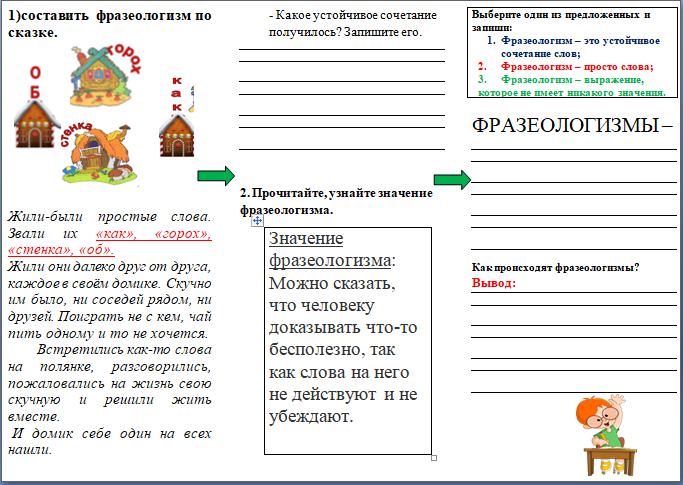 1)составить фразеологизм по
сказке.
ОБ
горох
как
стенка
Жили-были простые слова.
Звали их «как», «горох»,
«стенка», «об».
Жили они далеко друг от друга,
каждое в своём домике. Скучно
им было, ни соседей рядом, ни
друзей. Поиграть не с кем, чай
пить одному и то не хочется.
Встретились как-то слова
на полянке, разговорились,
пожаловались на жизнь свою
скучную и решили жить
вместе.
И домик себе один на всех
нашли.
- Какое устойчивое сочетание
получилось? Запишите его.
2. Прочитайте, узнайте значение
фразеологизма.
Значение
фразеологизма:
Можно сказать,
что человеку
доказывать что-то
бесполезно, так
как слова на него
не действуют и не
убеждают.
Выберите один из предложенных и
запиши:
1. Фразеологизм – это устойчивое
сочетание слов;
2. Фразеологизм – просто слова;
3. Фразеологизм – выражение,
которое не имеет никакого значения.
ФРАЗЕОЛОГИЗМЫ –
Как происходят фразеологизмы?
Вывод: